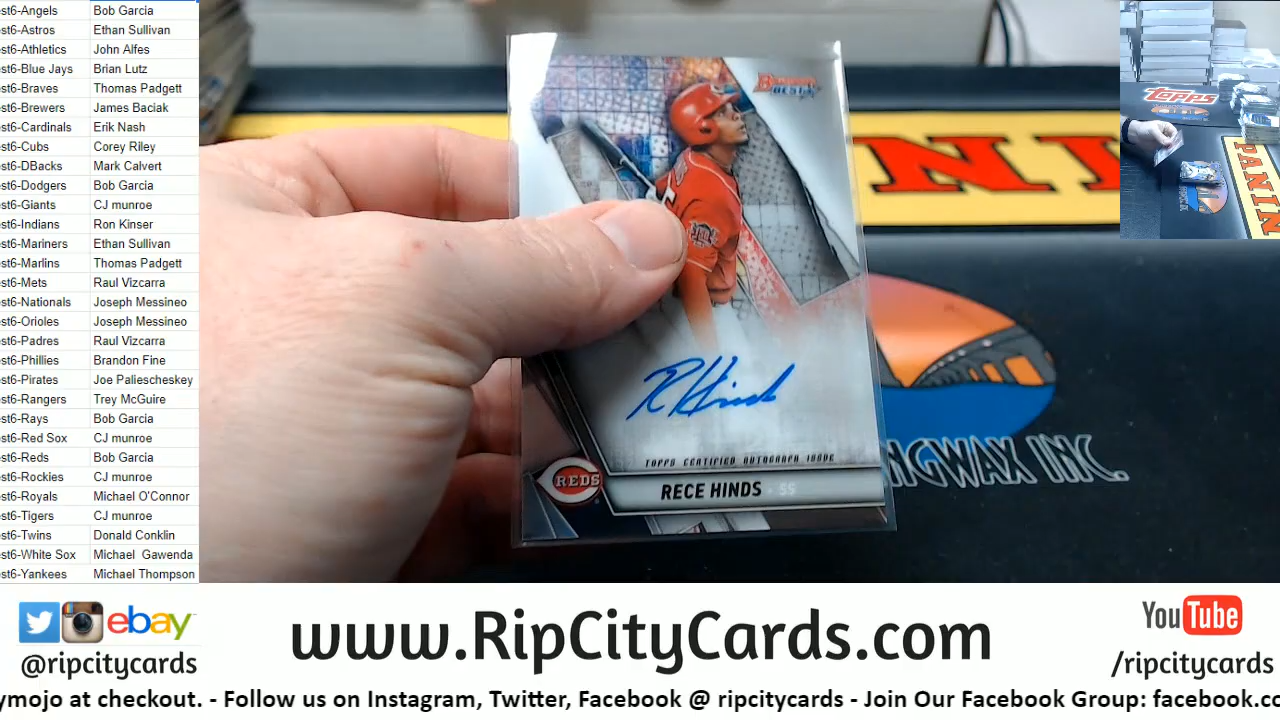 st6-Angels Bob Garcia
st6-Astros Ethan Sullivan
st6-Athletics John Alfes
st6-Blue Jays Brian Lutz
st6-Braves Thomas Padgett
st6-Brewers James Baciak
st6-Cardinals Erik Nash
st6-Cubs Corey Riley
st6-DBacks Mark Calvert
st6-Dodgers Bob Garcia
st6-Giants CJ munroe
st6-Indians Ron Kinser
st6-Mariners Ethan Sullivan
st6-Marlins Thomas Padgett
st6-Mets Raul Vizcarra
st6-Nationals Joseph Messineo
st6-Orioles Joseph Messineo
st6-Padres Raul Vizcarra
st6-Phillies Brandon Fine
st6-Pirates Joe Paliescheskey
st6-Rangers Trey McGuire
st6-Rays Bob Garcia
st6-Red Sox CJ munroe
st6-Reds Bob Garcia
st6-Rockies CJ munroe
st6-Royals Michael O'Connor
st6-Tigers CJ munroe
st6-Twins Donald Conklin
st6-White Sox Michael Gawenda
st6-Yankees Michael Thompson
BOWMAN'S BEST
R Hinds
TOPPS CERTIFIED AUTOGRAPH ISSUE
REDS
RECE HINDS SS
NINI
NGWAX INC.
Topps
PANIN
ebay
@ripcitycards
www.RipCityCards.com
YouTube
/ripcitycards
ymojo at checkout. - Follow us on Instagram, Twitter, Facebook @ ripcitycards - Join Our Facebook Group: facebook.co